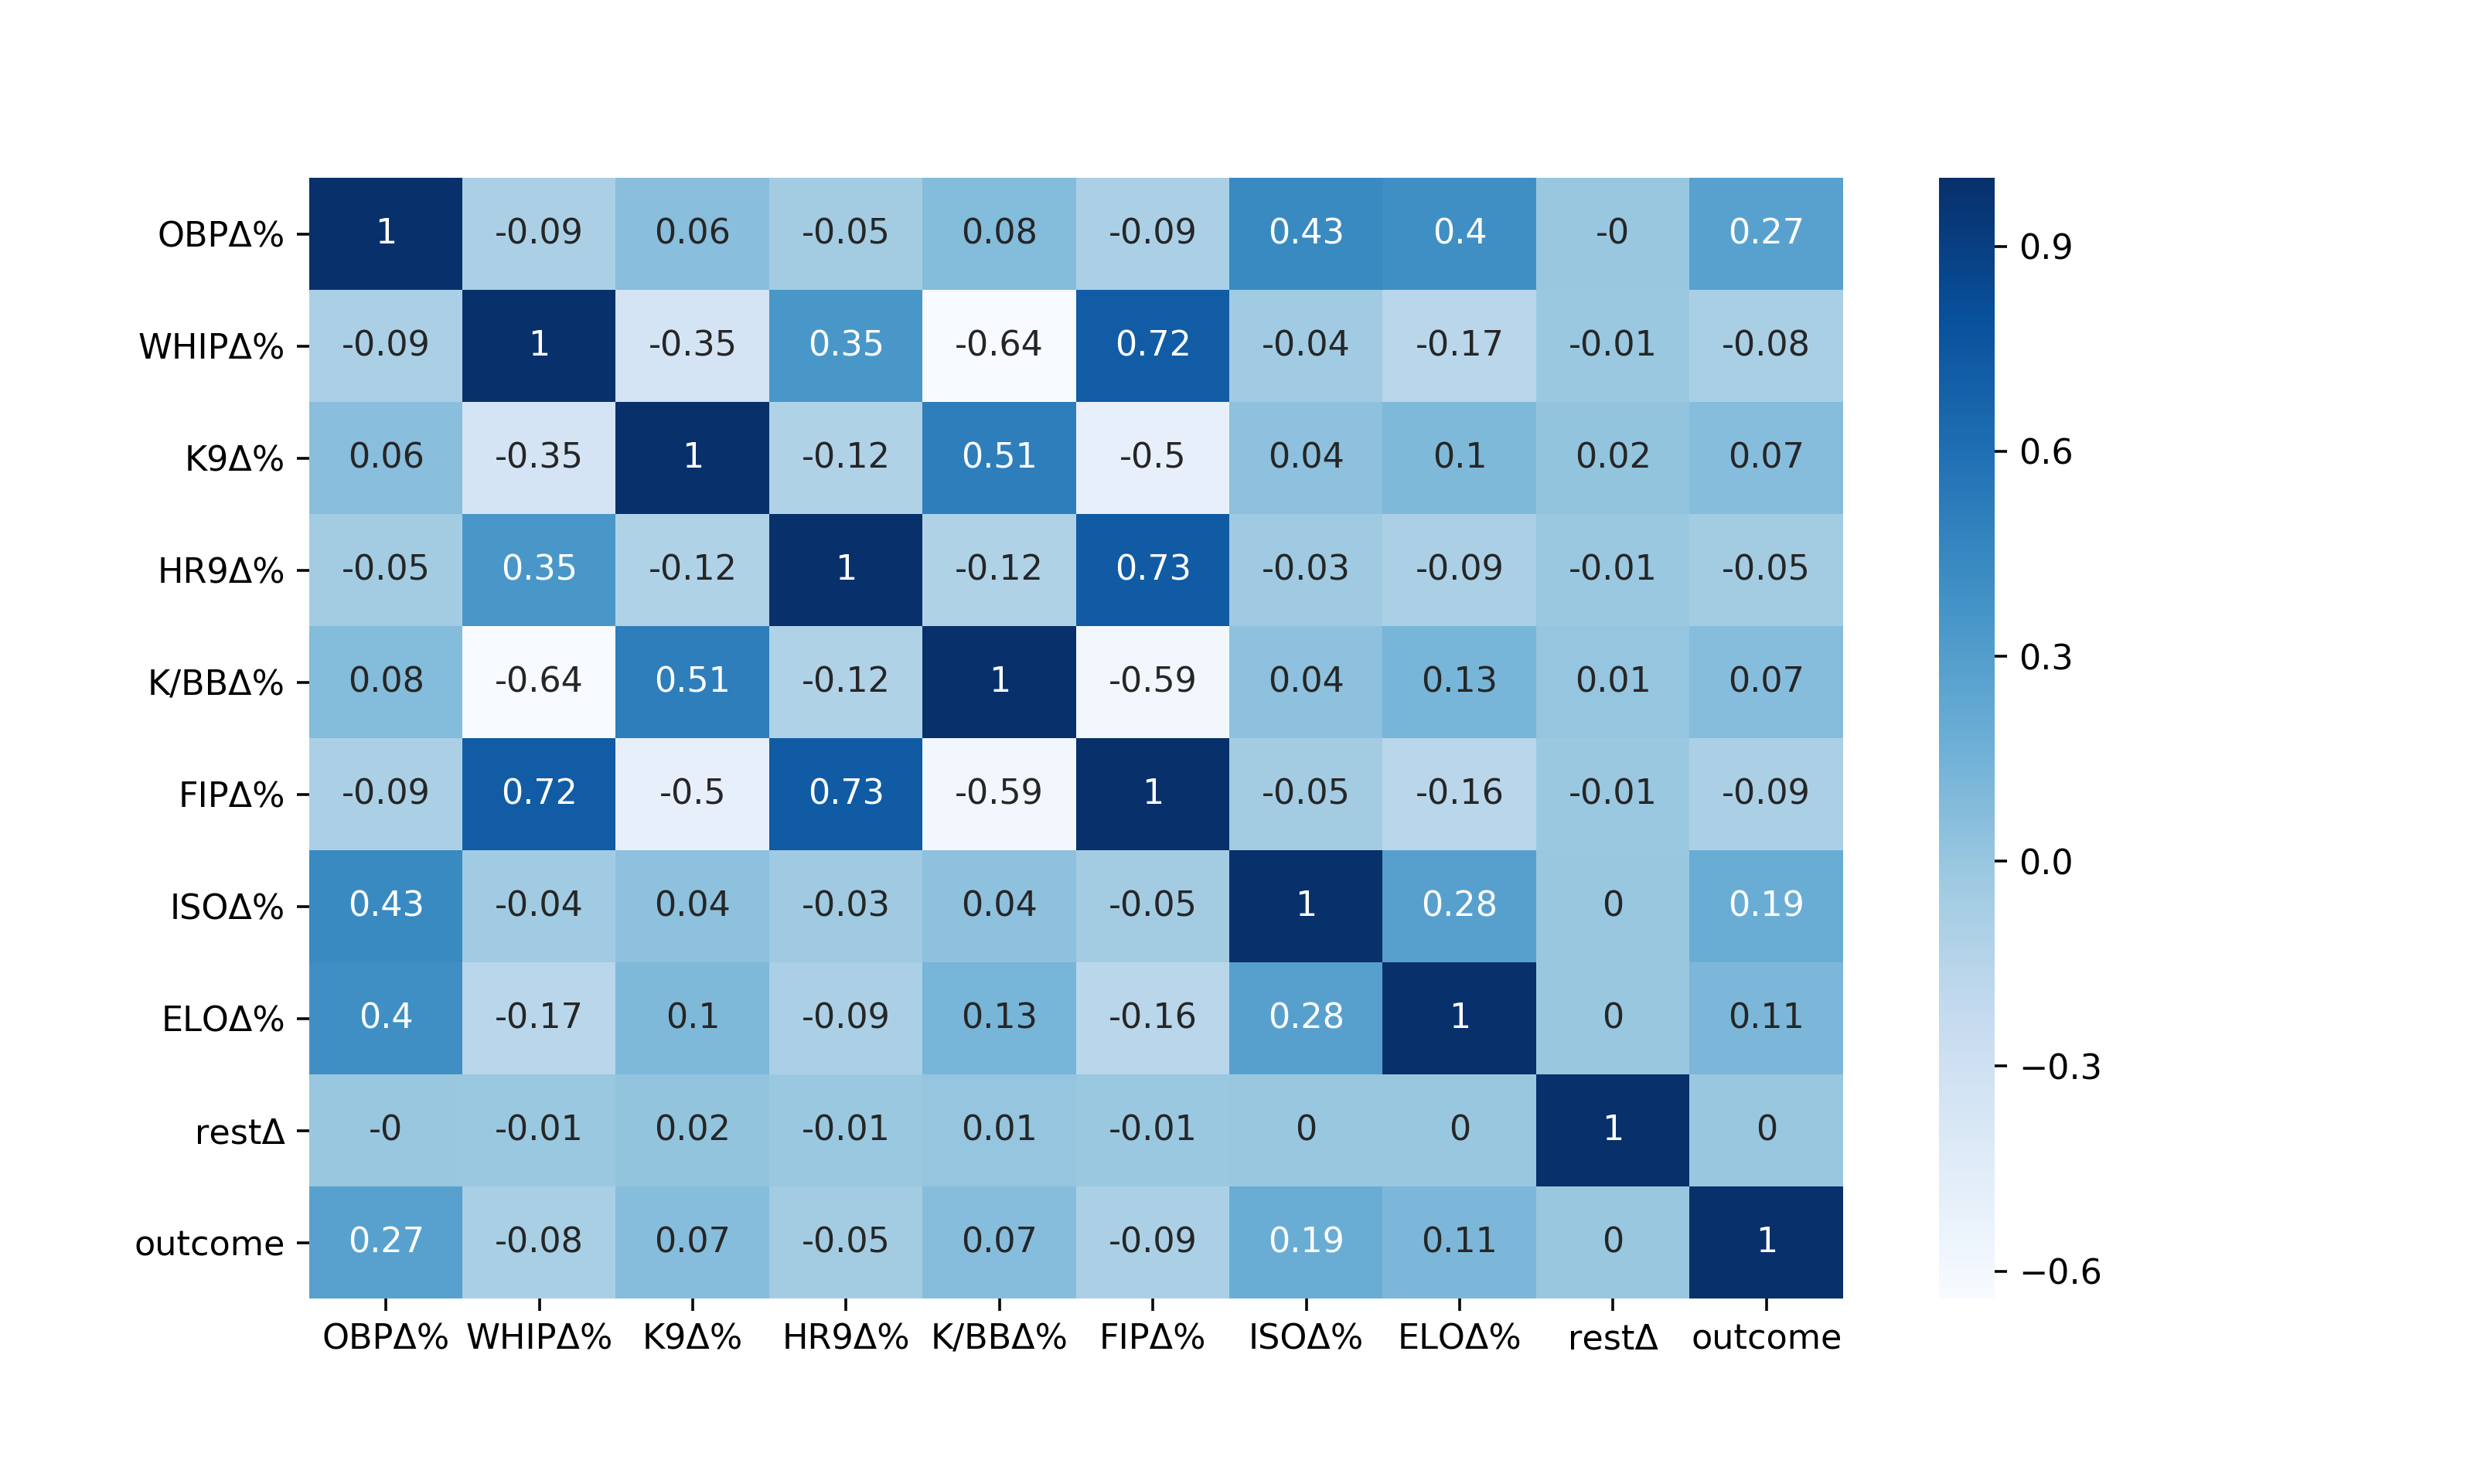 OBPΔ% 1 -0.09 0.06 -0.05 0.08 -0.09 0.43 0.4 -0 0.27
WHIPΔ% -0.09 1 -0.35 0.35 -0.64 0.72 -0.04 -0.17 -0.01 -0.08
K9Δ% 0.06 -0.35 1 -0.12 0.51 -0.5 0.04 0.1 0.02 0.07
HR9Δ% -0.05 0.35 -0.12 1 -0.12 0.73 -0.03 -0.09 -0.01 -0.05
K/BBΔ% 0.08 -0.64 0.51 -0.12 1 -0.59 0.04 0.13 0.01 0.07
FIPΔ% -0.09 0.72 -0.5 0.73 -0.59 1 -0.05 -0.16 -0.01 -0.09
ISOΔ% 0.43 -0.04 0.04 -0.03 0.04 -0.05 1 0.28 0 0.19
ELOΔ% 0.4 -0.17 0.1 -0.09 0.13 -0.16 0.28 1 0 0.11
restΔ -0 -0.01 0.02 -0.01 0.01 -0.01 0 0 1 0
outcome 0.27 -0.08 0.07 -0.05 0.07 -0.09 0.19 0.11 0 1
OBPΔ% WHIPΔ% K9Δ% HR9Δ% K/BBΔ% FIPΔ% ISOΔ% ELOΔ% restΔ outcome
0.9
0.6
0.3
0.0
−0.3
−0.6